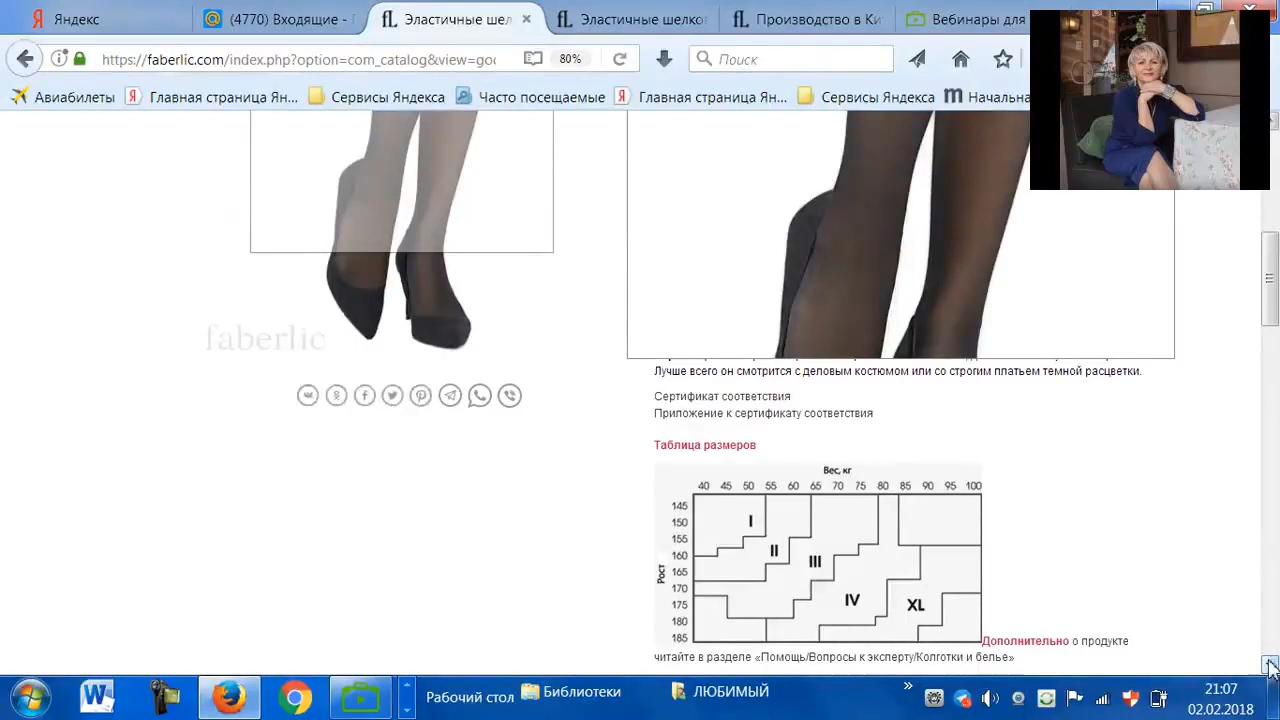 Яндекс
(4770) Входящие -
Эластичные шел
Эластичные шелко
Производство в Ки
Вебинары для
https://faberlic.com/index.php?option=com_catalog&view=goo
80%
Поиск
Авиабилеты
Главная страница Ян...
Сервисы Яндекса
Часто посещаемые
Главная страница Ян...
Сервисы Яндекса
Начальна
faberlic
Лучше всего он смотрится с деловым костюмом или со строгим платьем темной расцветки.
Сертификат соответствия
Приложение к сертификату соответствия
Таблица размеров
Вес, кг
40 45 50 55 60 65 70 75 80 85 90 95 100
Рост
145
150
155
160
165
170
175
180
185
I
II
III
IV
XL
Дополнительно о продукте
читайте в разделе «Помощь/Вопросы к эксперту/Колготки и белье»
Рабочий стол
Библиотеки
ЛЮБИМЫЙ
21:07
02.02.2018